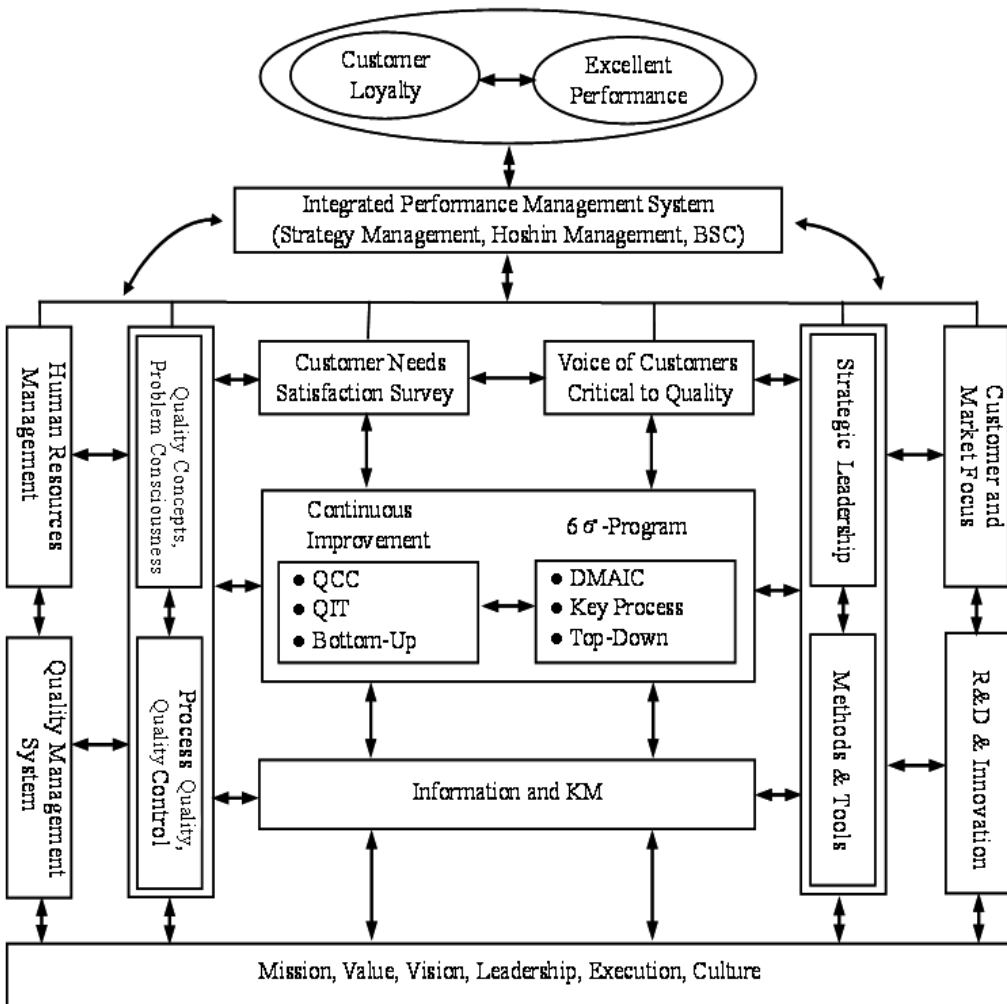 Customer
Loyalty
Excellent
Performance
Integrated Performance Management System
(Strategy Management, Hoshin Management, BSC)
Human Resources
Management
Quality Concepts,
Problem Consciousness
Customer Needs
Satisfaction Survey
Voice of Customers
Critical to Quality
Strategic Leadership
Customer and
Market Focus
Continuous
Improvement
6σ-Program
● QCC
● QIT
● Bottom-Up
● DMAIC
● Key Process
● Top-Down
Quality Management
System
Process Quality,
Quality Control
Information and KM
Methods & Tools
R&D & Innovation
Mission, Value, Vision, Leadership, Execution, Culture